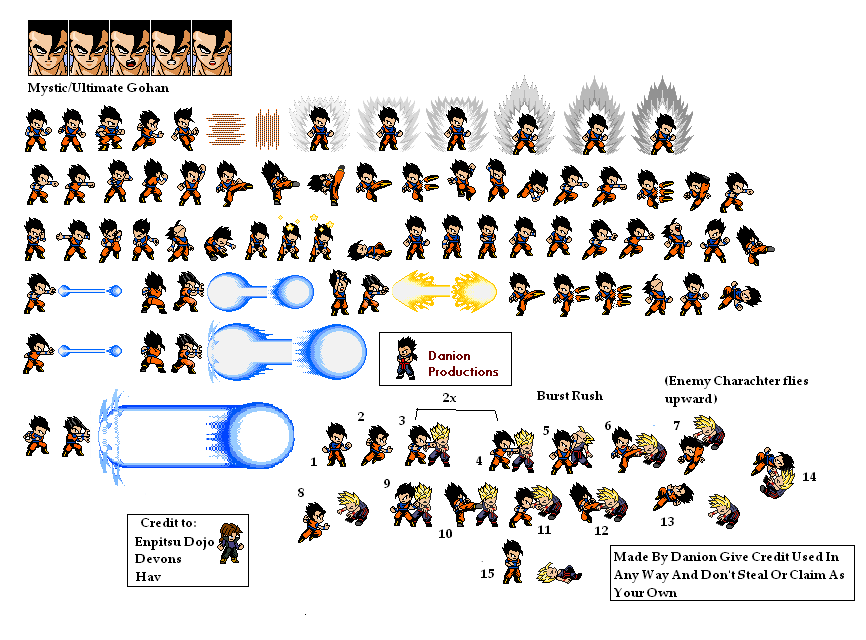 Mystic/Ultimate Gohan
Danion
Productions
2x
Burst Rush
(Enemy Charachter flies
upward)
1
2
3
4
5
6
7
8
9
10
11
12
13
14
15
Credit to:
Enpitsu Dojo
Devons
Hav
Made By Danion Give Credit Used In
Any Way And Don't Steal Or Claim As
Your Own